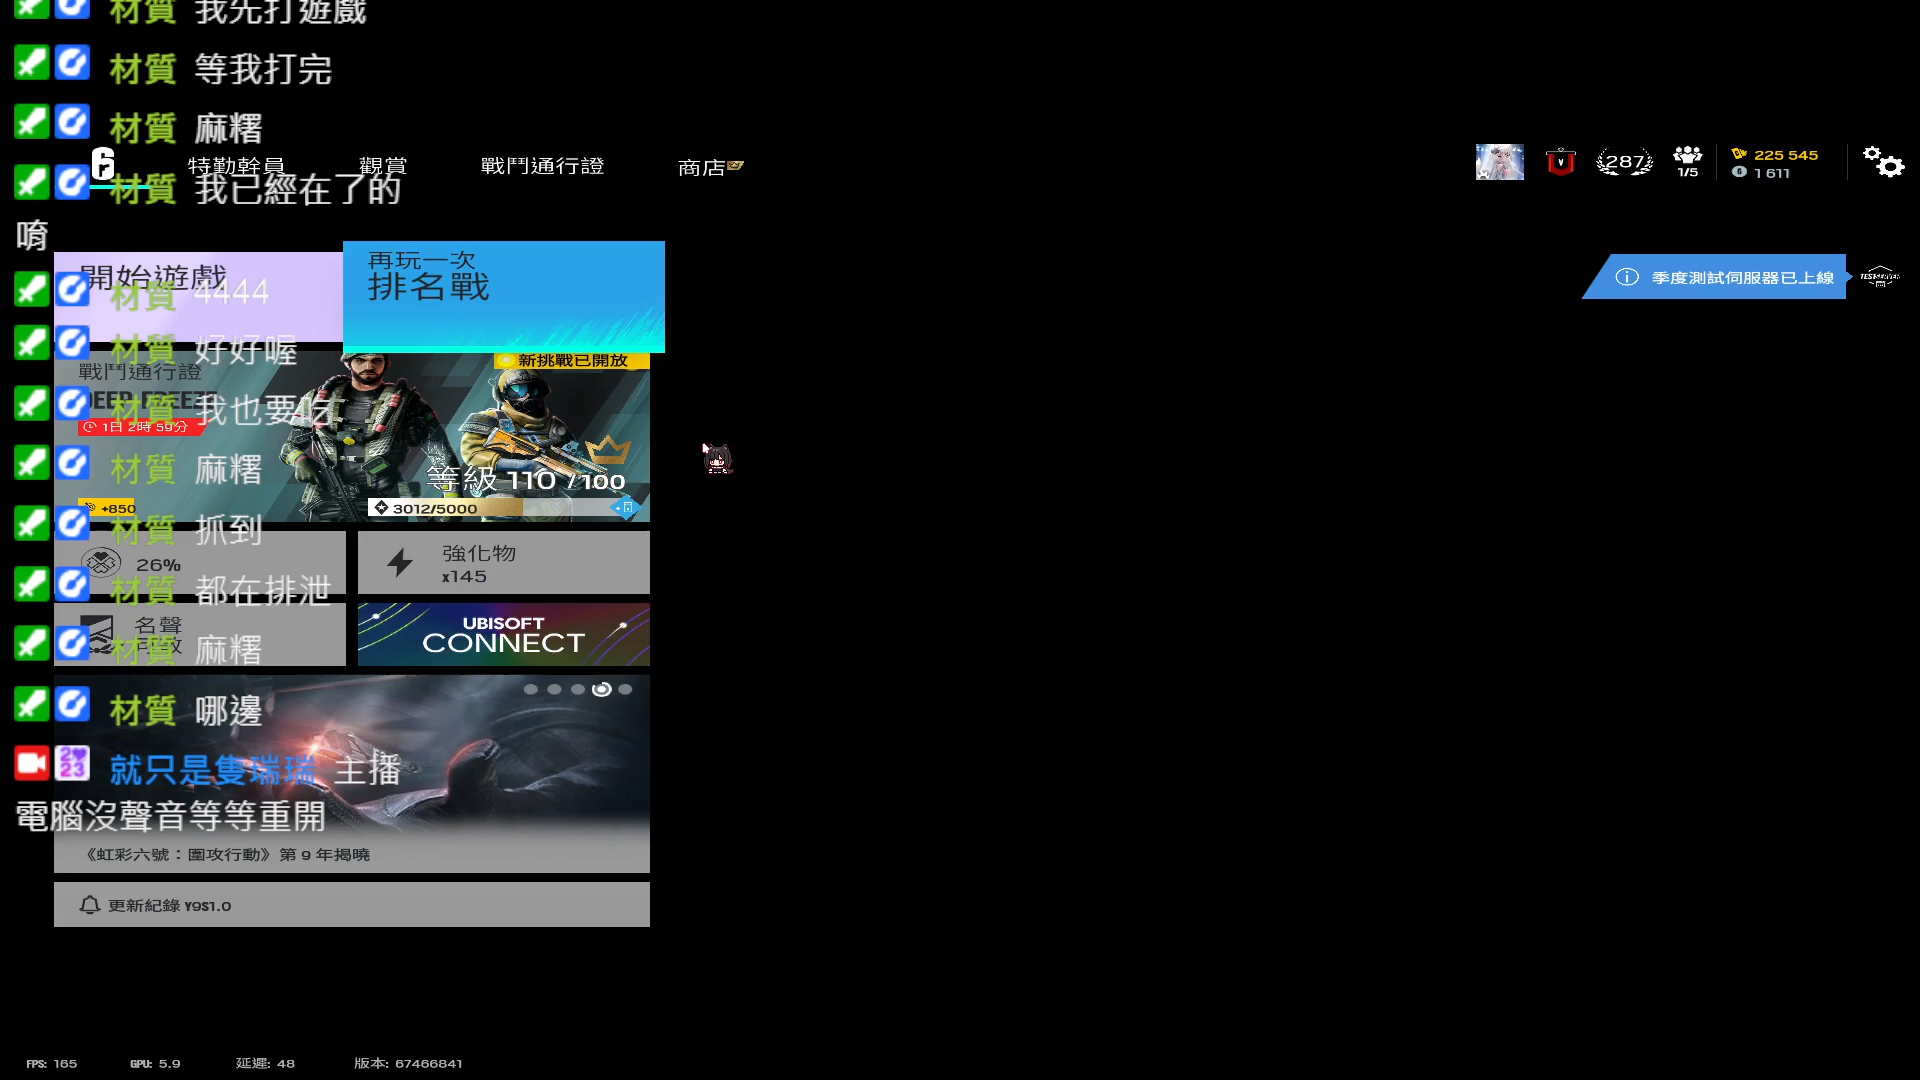 材質 我先打遊戲
材質 等我打完
材質 麻糬
特勤幹員 觀賞 戰鬥通行證 商店
287 1/5 225 545
1 611
材質 我已經在了的
唷
開始遊戲
再玩一次
排名戰
季度測試伺服器已上線
TESTSERVER
材質 4444
材質 好好喔
新挑戰已開放
戰鬥通行證
DEEP FREEZE
材質 我也要吃
1日 2時 59分
材質 麻糬
等級 110 / 100
+850
3012/5000
材質 抓到
26%
強化物
x145
材質 都在排泄
名聲
UBISOFT
CONNECT
材質 麻糬
材質 哪邊
就只是隻瑞瑞 主播
電腦沒聲音等等重開
《虹彩六號：圍攻行動》第 9 年揭曉
更新紀錄 Y9S1.0
FPS: 165 GPU: 5.9 延遲: 48 版本: 67466841